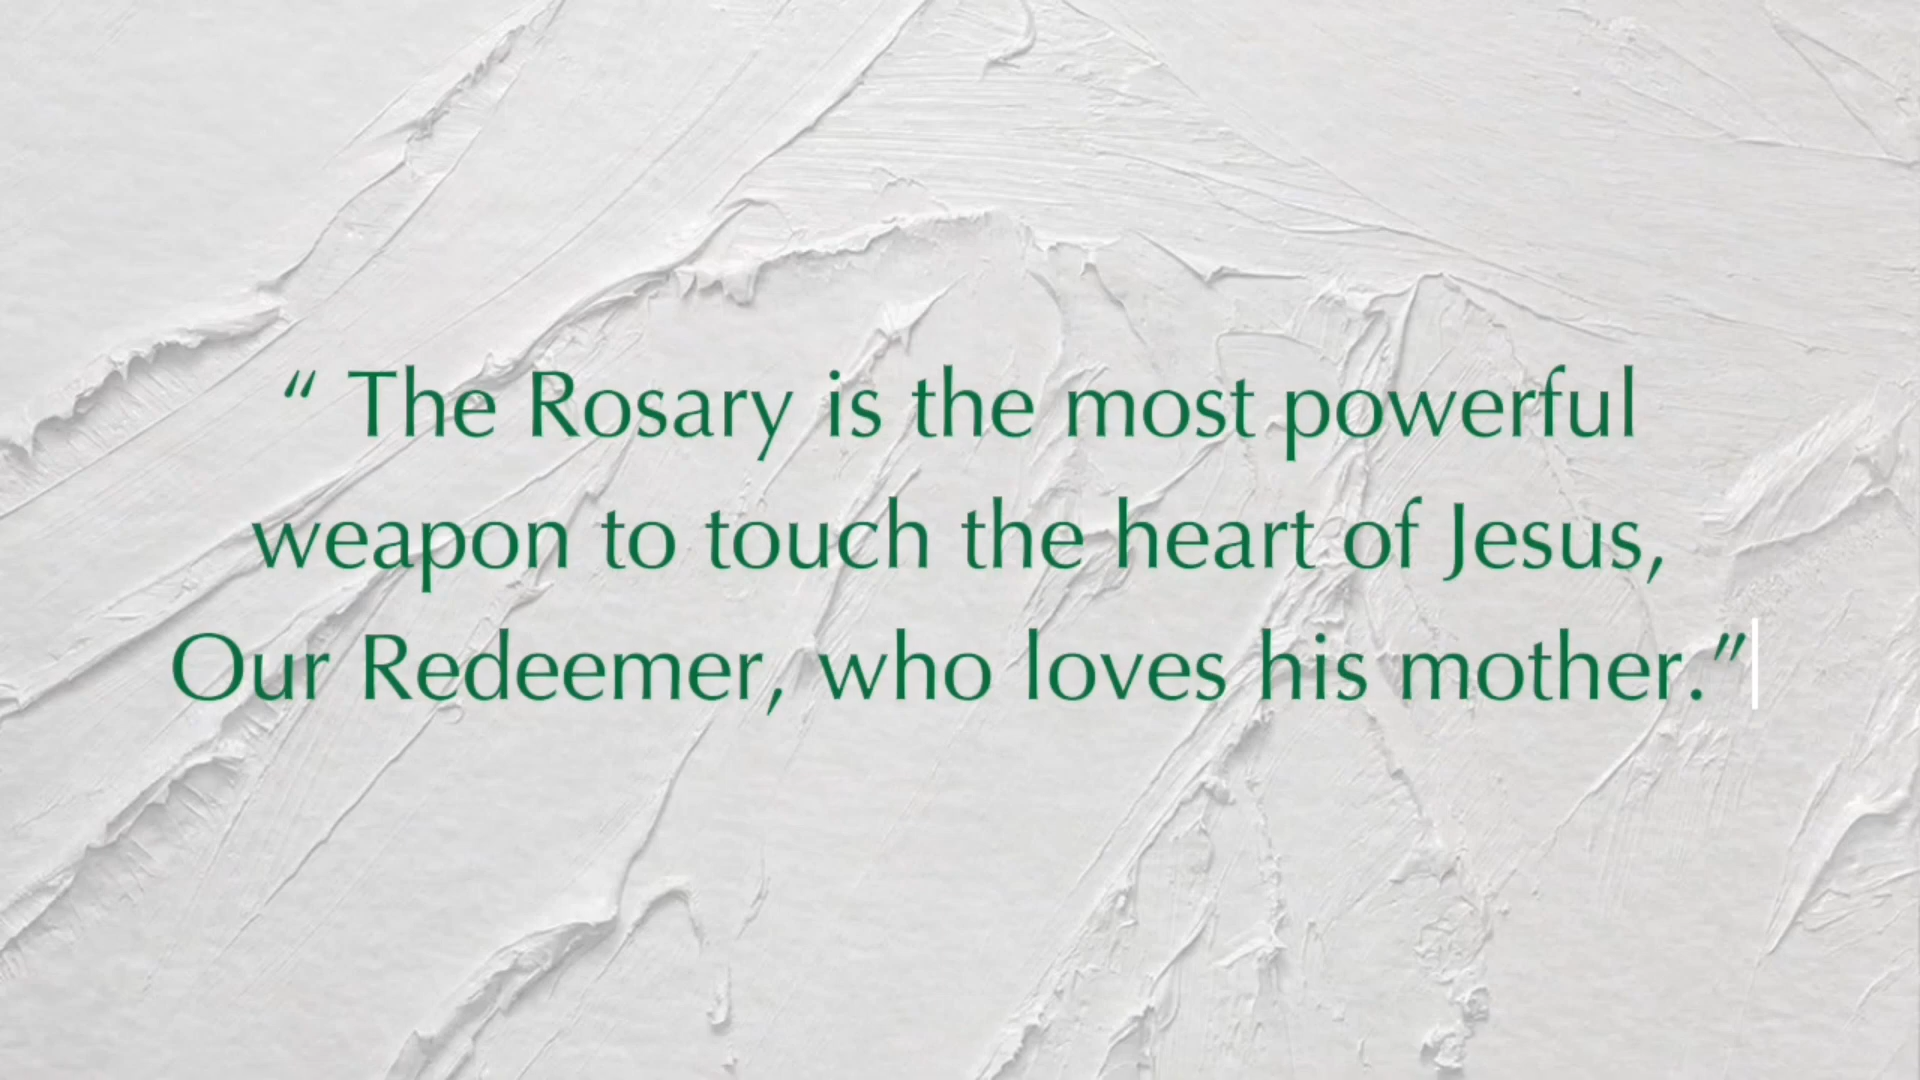 “ The Rosary is the most powerful
weapon to touch the heart of Jesus,
Our Redeemer, who loves his mother.”